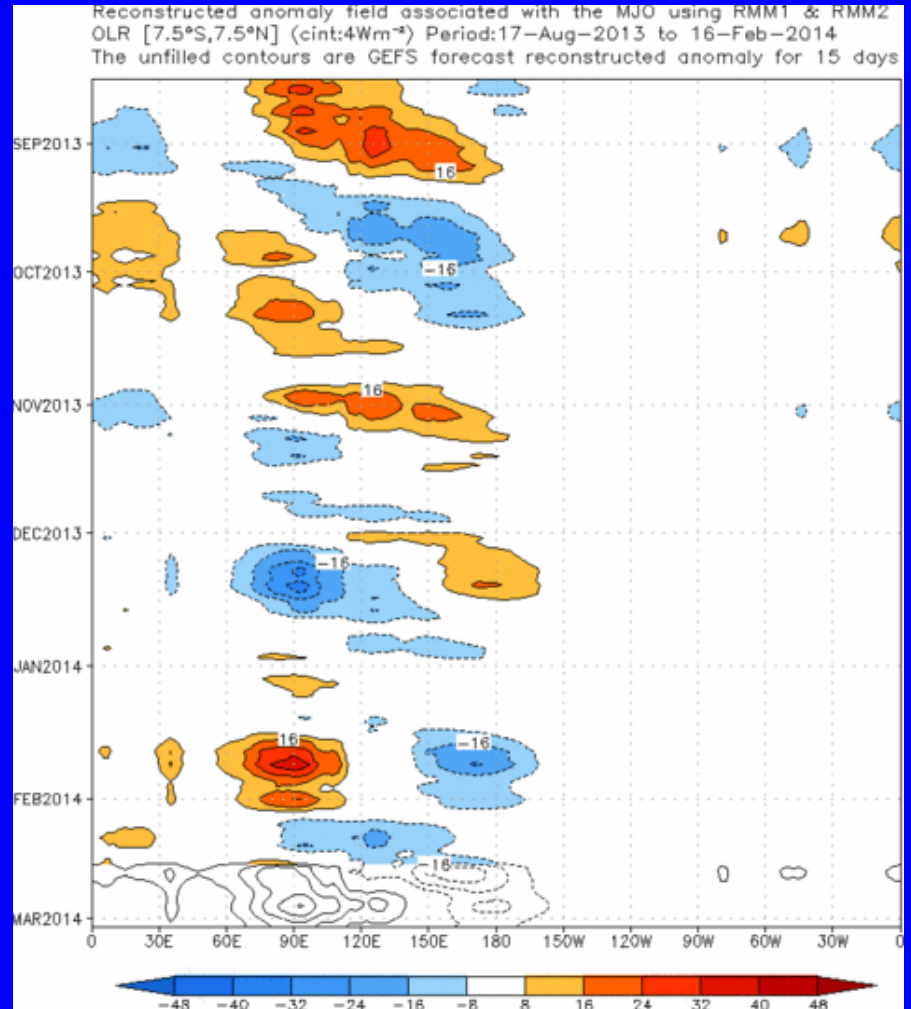 Reconstructed anomaly field associated with the MJO using RMM1 & RMM2
OLR [7.5°S,7.5°N] (cint:4Wm⁻²) Period:17-Aug-2013 to 16-Feb-2014
The unfilled contours are GEFS forecast reconstructed anomaly for 15 days
SEP2013
16
-16
OCT2013
16
NOV2013
DEC2013
-16
JAN2014
16
-16
FEB2014
-16
MAR2014
0 30E 60E 90E 120E 150E 180 150W 120W 90W 60W 30W 0
-48 -40 -32 -24 -16 -8 8 16 24 32 40 48